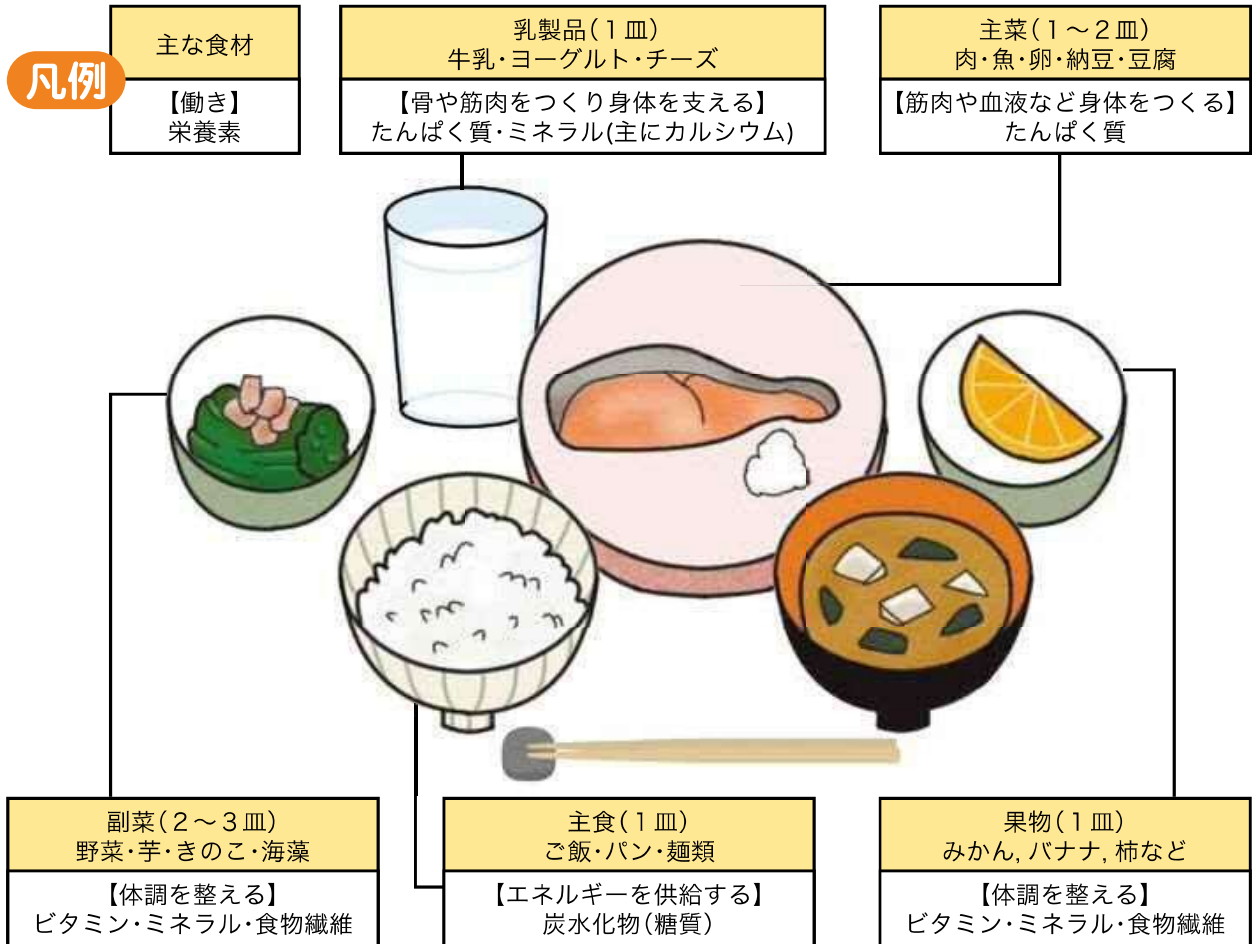 凡例
主な食材
【働き】
栄養素
乳製品(1皿)
牛乳・ヨーグルト・チーズ
【骨や筋肉をつくり身体を支える】
たんぱく質・ミネラル(主にカルシウム)
主菜(1～2皿)
肉・魚・卵・納豆・豆腐
【筋肉や血液など身体をつくる】
たんぱく質
副菜(2～3皿)
野菜・芋・きのこ・海藻
【体調を整える】
ビタミン・ミネラル・食物繊維
主食(1皿)
ご飯・パン・麺類
【エネルギーを供給する】
炭水化物(糖質)
果物(1皿)
みかん, バナナ, 柿など
【体調を整える】
ビタミン・ミネラル・食物繊維